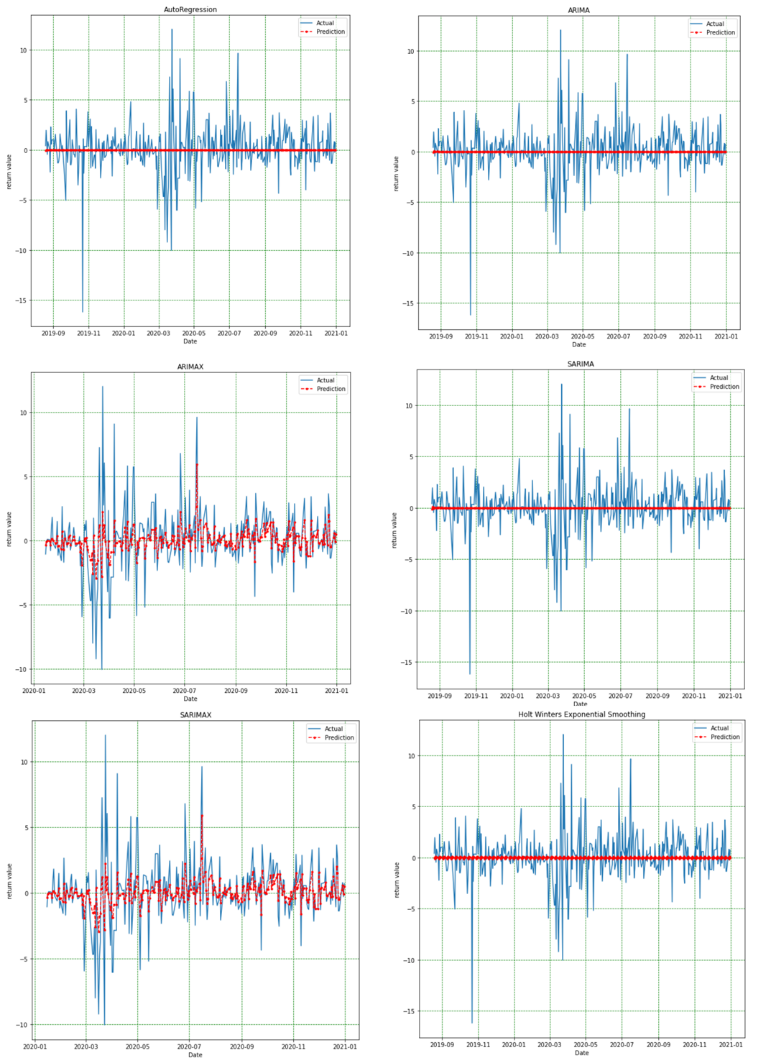 AutoRegression
Actual
Prediction
10
5
0
−5
−10
−15
return value
2019-09 2019-11 2020-01 2020-03 2020-05 2020-07 2020-09 2020-11 2021-01
Date
ARIMA
Actual
Prediction
10
5
0
−5
−10
−15
return value
2019-09 2019-11 2020-01 2020-03 2020-05 2020-07 2020-09 2020-11 2021-01
Date
ARIMAX
Actual
Prediction
10
5
0
−5
−10
return value
2020-01 2020-03 2020-05 2020-07 2020-09 2020-11 2021-01
Date
SARIMA
Actual
Prediction
10
5
0
−5
−10
−15
return value
2019-09 2019-11 2020-01 2020-03 2020-05 2020-07 2020-09 2020-11 2021-01
Date
SARIMAX
Actual
Prediction
10
5
0
−5
−10
return value
2020-01 2020-03 2020-05 2020-07 2020-09 2020-11 2021-01
Date
Holt Winters Exponential Smoothing
Actual
Prediction
10
5
0
−5
−10
−15
return value
2019-09 2019-11 2020-01 2020-03 2020-05 2020-07 2020-09 2020-11 2021-01
Date